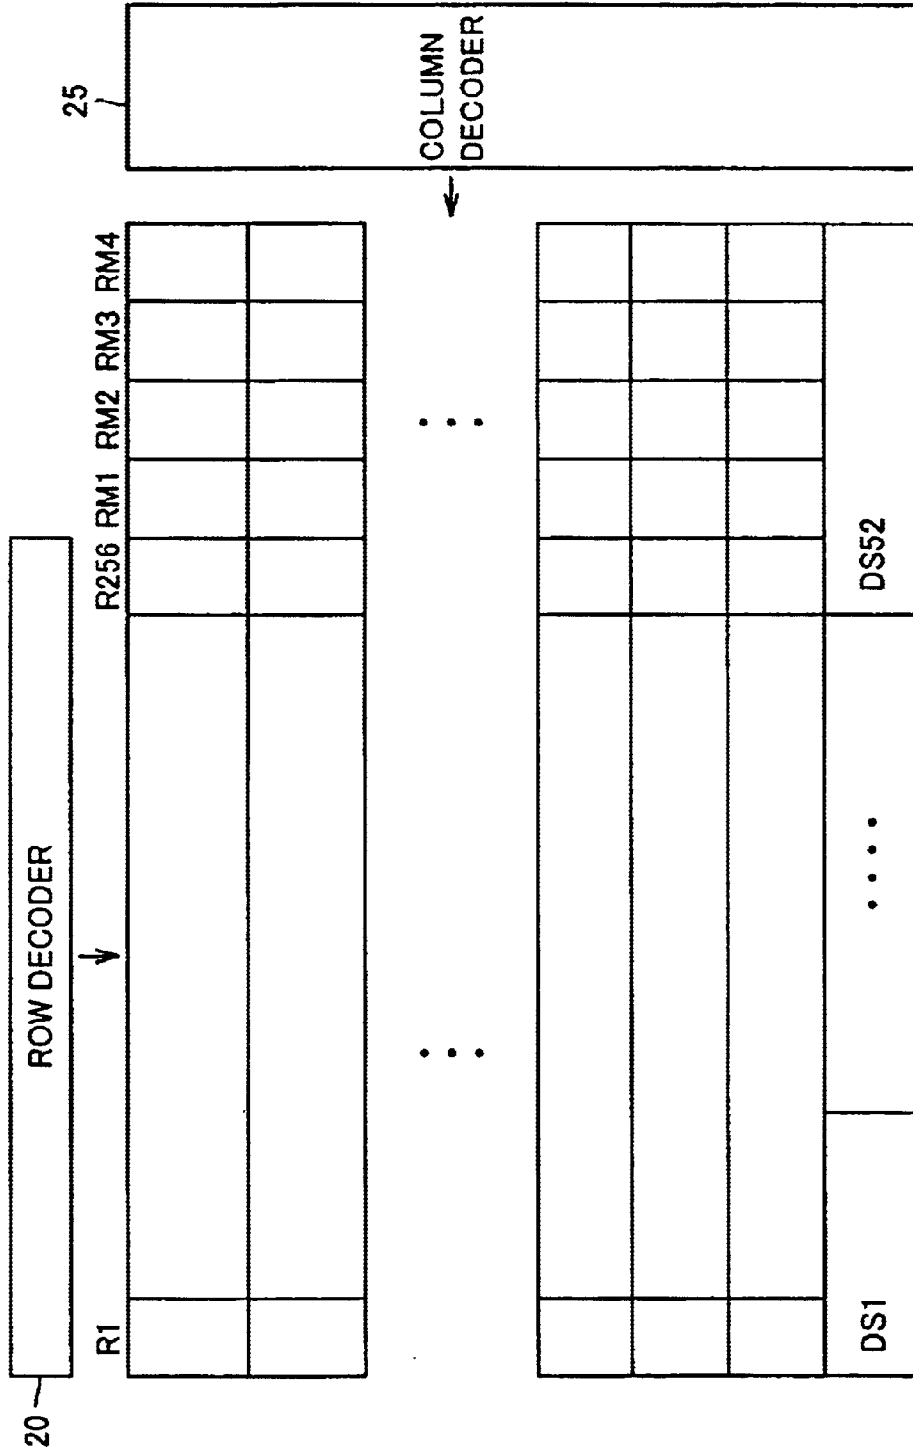 20
ROW DECODER
R1
R256
RM1
RM2
RM3
RM4
25
COLUMN
DECODER
DS1
DS52